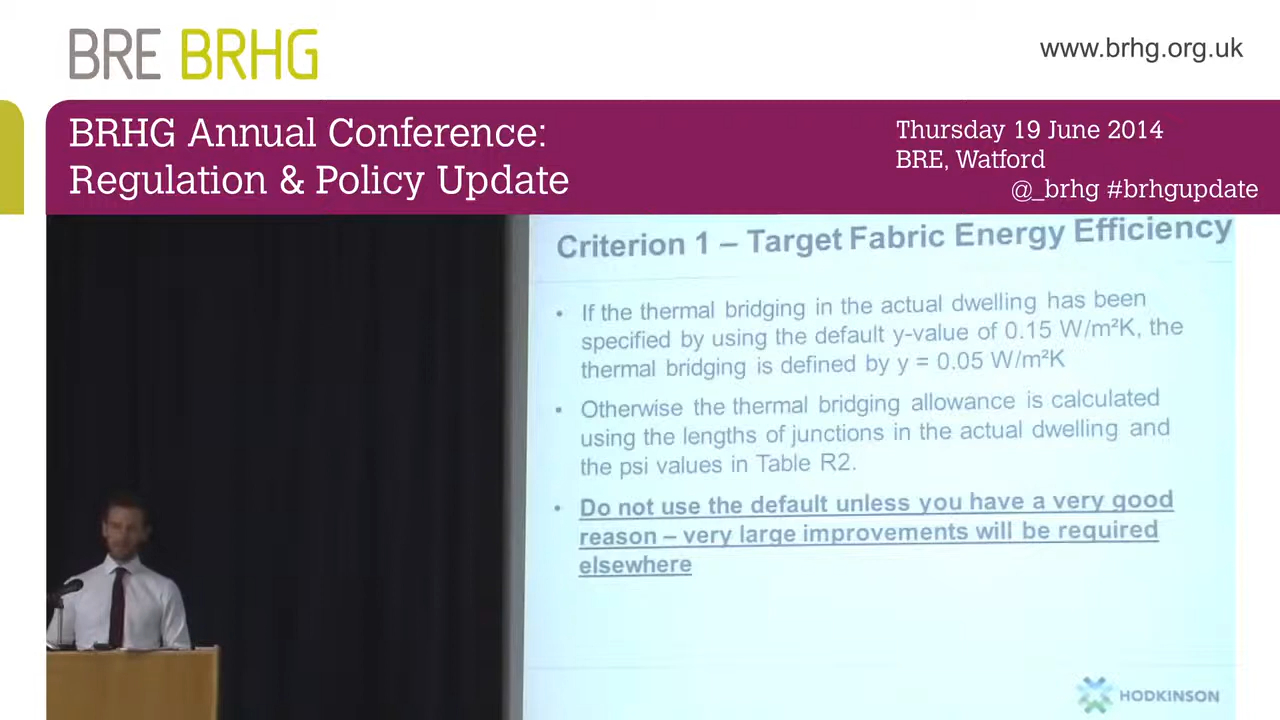 BRE BRHG
www.brhg.org.uk
BRHG Annual Conference:
Regulation & Policy Update
Thursday 19 June 2014
BRE, Watford
@_brhg #brhgupdate
Criterion 1 – Target Fabric Energy Efficiency
• If the thermal bridging in the actual dwelling has been
specified by using the default y-value of 0.15 W/m²K, the
thermal bridging is defined by y = 0.05 W/m²K
• Otherwise the thermal bridging allowance is calculated
using the lengths of junctions in the actual dwelling and
the psi values in Table R2.
• Do not use the default unless you have a very good
reason – very large improvements will be required
elsewhere
HODKINSON